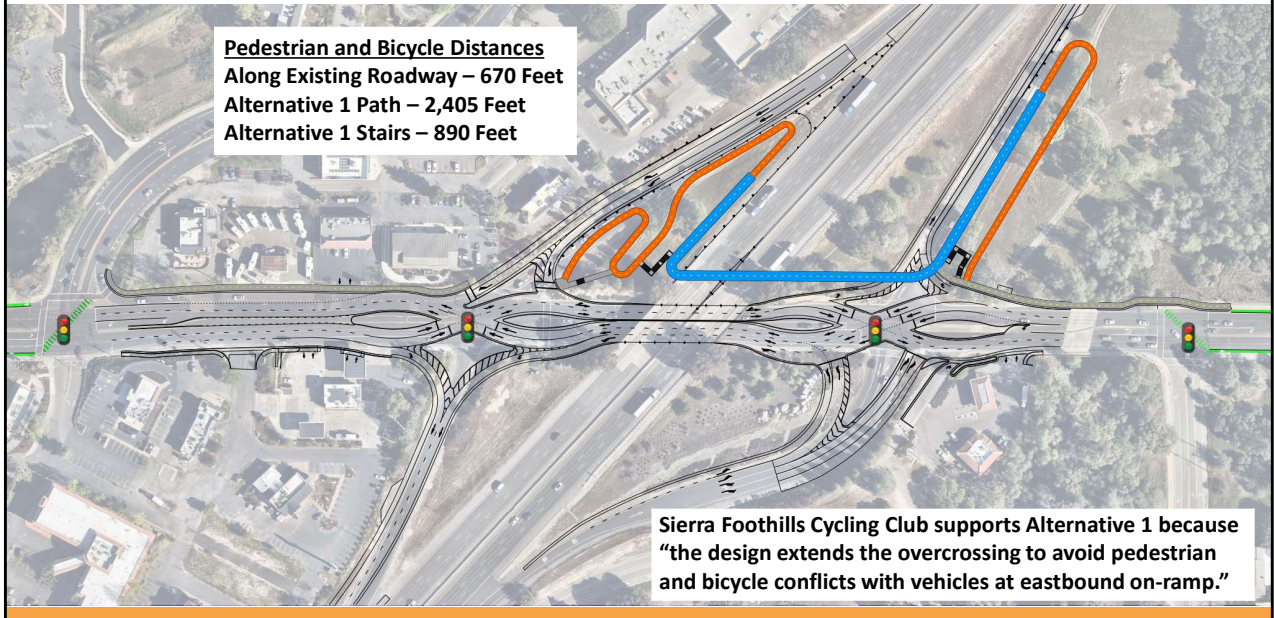 Pedestrian and Bicycle Distances
Along Existing Roadway – 670 Feet
Alternative 1 Path – 2,405 Feet
Alternative 1 Stairs – 890 Feet
Sierra Foothills Cycling Club supports Alternative 1 because
“the design extends the overcrossing to avoid pedestrian
and bicycle conflicts with vehicles at eastbound on-ramp.”